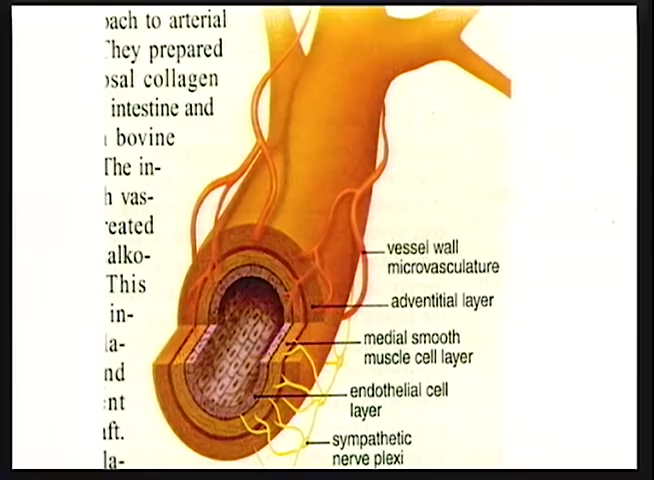 oach to arterial
They prepared
osal collagen
intestine and
bovine
The in-
h vas-
reated
alko-
This
in-
la-
nd
ent
aft.
la-
vessel wall
microvasculature
adventitial layer
medial smooth
muscle cell layer
endothelial cell
layer
sympathetic
nerve plexi